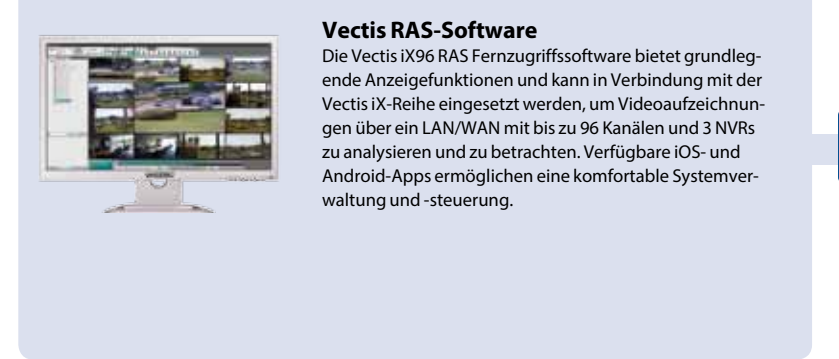 Vectis RAS-Software
Die Vectis iX96 RAS Fernzugriffssoftware bietet grundleg-
ende Anzeigefunktionen und kann in Verbindung mit der
Vectis iX-Reihe eingesetzt werden, um Videoaufzeichnun-
gen über ein LAN/WAN mit bis zu 96 Kanälen und 3 NVRs
zu analysieren und zu betrachten. Verfügbare iOS- und
Android-Apps ermöglichen eine komfortable Systemver-
waltung und -steuerung.